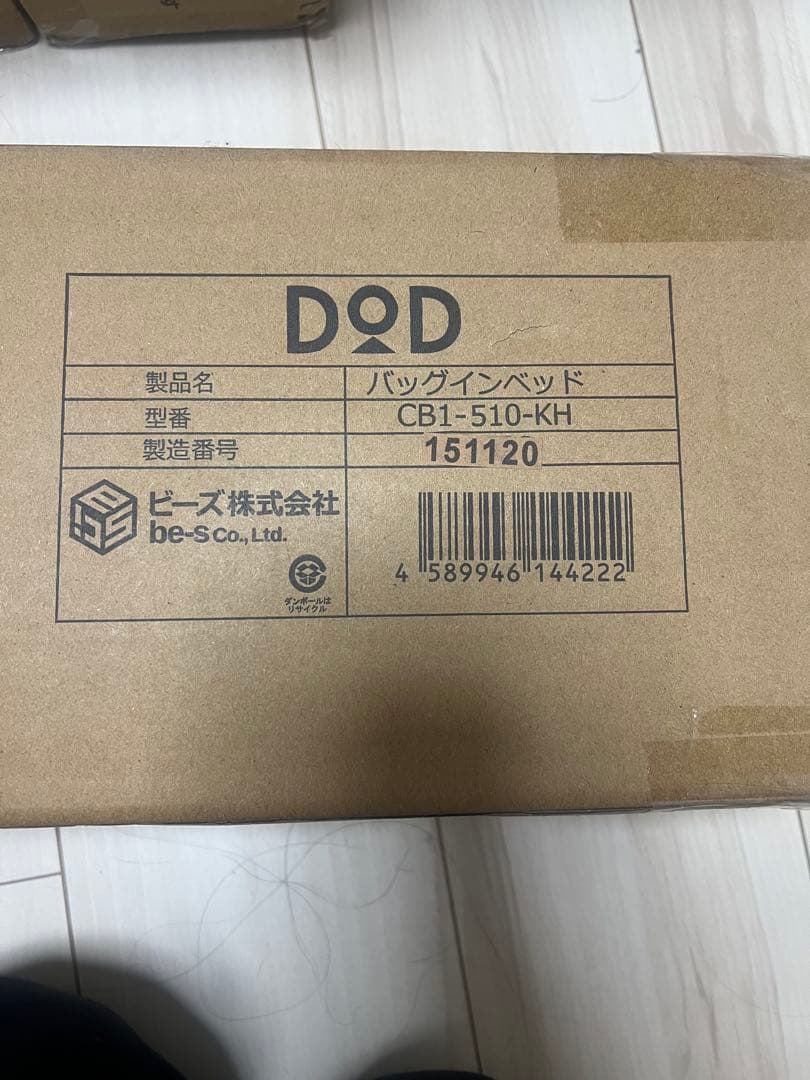 DOD
製品名 バッグインベッド
型番 CB1-510-KH
製造番号 151120
ビーズ株式会社
be-s Co., Ltd.
ダンボールは
リサイクル
4 589946 144222